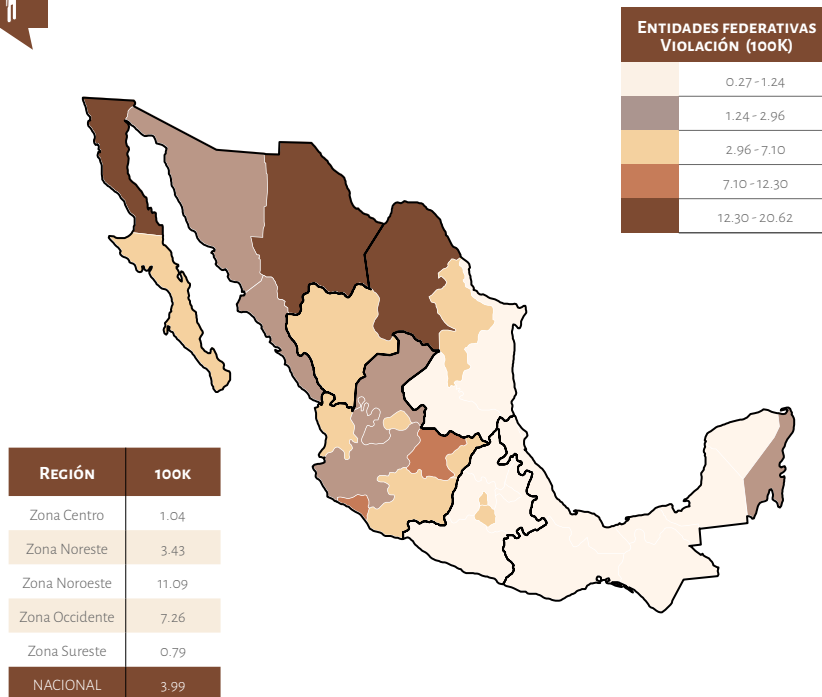 Entidades federativas
Violación (100K)
0.27 - 1.24
1.24 - 2.96
2.96 - 7.10
7.10 - 12.30
12.30 - 20.62
Región 100K
Zona Centro 1.04
Zona Noreste 3.43
Zona Noroeste 11.09
Zona Occidente 7.26
Zona Sureste 0.79
NACIONAL 3.99